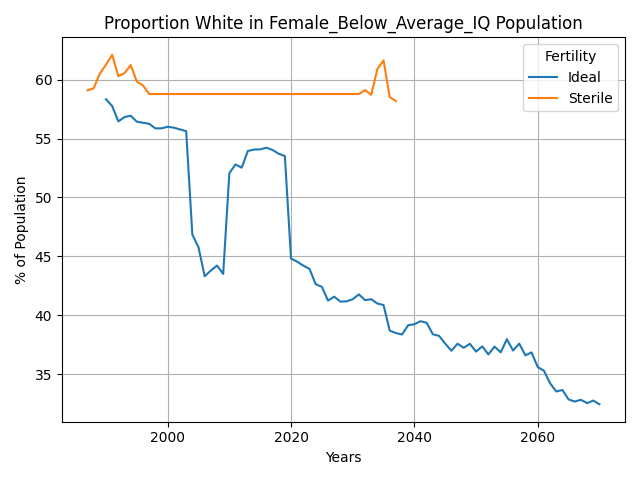 Proportion White in Female_Below_Average_IQ Population
Fertility
Ideal
Sterile
% of Population
60
55
50
45
40
35
2000
2020
2040
2060
Years